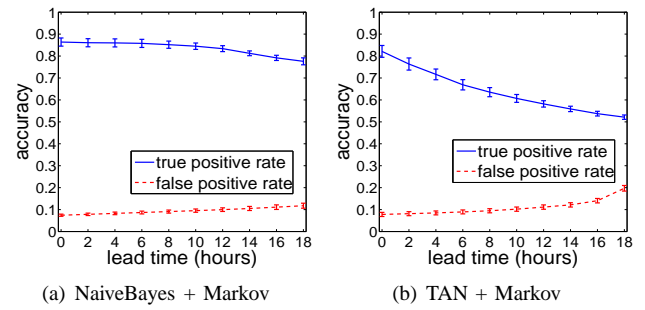 1
0.9
0.8
0.7
0.6
0.5
0.4
0.3
0.2
0.1
0
accuracy
true positive rate
false positive rate
0 2 4 6 8 10 12 14 16 18
lead time (hours)
(a) NaiveBayes + Markov
1
0.9
0.8
0.7
0.6
0.5
0.4
0.3
0.2
0.1
0
accuracy
true positive rate
false positive rate
0 2 4 6 8 10 12 14 16 18
lead time (hours)
(b) TAN + Markov